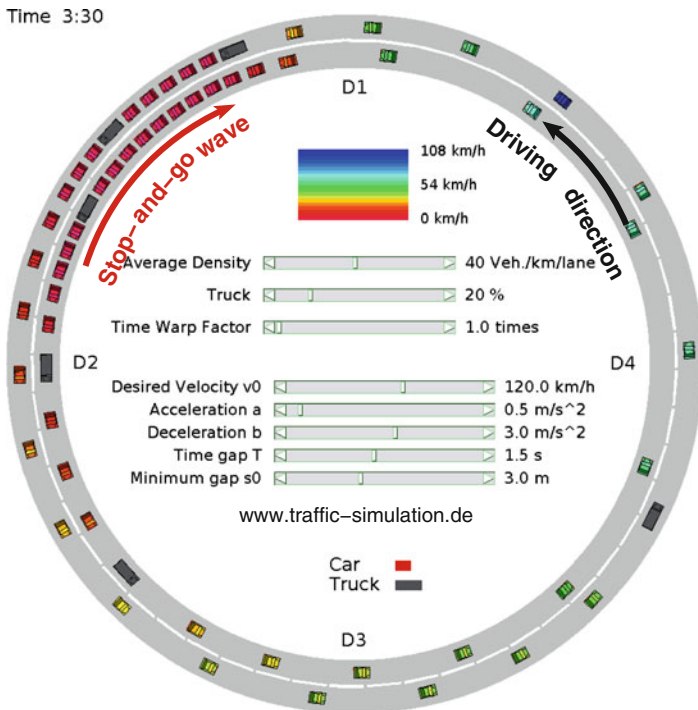 Time 3:30
D1
Stop–and–go wave
Driving direction
108 km/h
54 km/h
0 km/h
Average Density 40 Veh./km/lane
Truck 20 %
Time Warp Factor 1.0 times
D2
D4
Desired Velocity v0 120.0 km/h
Acceleration a 0.5 m/s^2
Deceleration b 3.0 m/s^2
Time gap T 1.5 s
Minimum gap s0 3.0 m
www.traffic–simulation.de
Car
Truck
D3